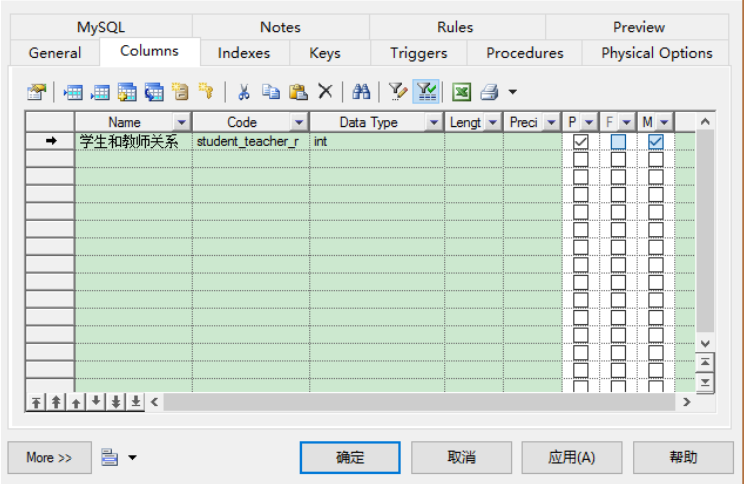 MySQL Notes Rules Preview
General Columns Indexes Keys Triggers Procedures Physical Options
Name Code Data Type Lengt Preci P F M
学生和教师关系 student_teacher_r int
More >> 确定 取消 应用(A) 帮助